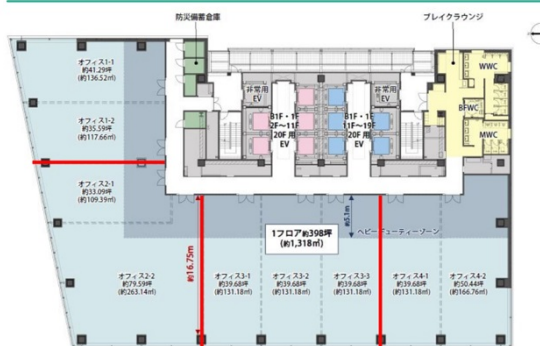 防災備蓄倉庫
ブレイクラウンジ
オフィス1-1
約41.29坪
(約136.52㎡)
非常用
EV
B1F・1F
2F～11F
20F用
EV
B1F・1F
11F～19F
20F用
EV
非常用
EV
WWC
BFWC
MWC
オフィス1-2
約35.59坪
(約117.66㎡)
オフィス2-1
約33.09坪
(約109.39㎡)
約16.75m
1フロア約398坪
(約1,318㎡)
約5.1m
ヘビーデューティーゾーン
オフィス2-2
約79.59坪
(約263.14㎡)
オフィス3-1
約39.68坪
(約131.18㎡)
オフィス3-2
約39.68坪
(約131.18㎡)
オフィス3-3
約39.68坪
(約131.18㎡)
オフィス4-1
約39.68坪
(約131.18㎡)
オフィス4-2
約50.44坪
(約166.76㎡)